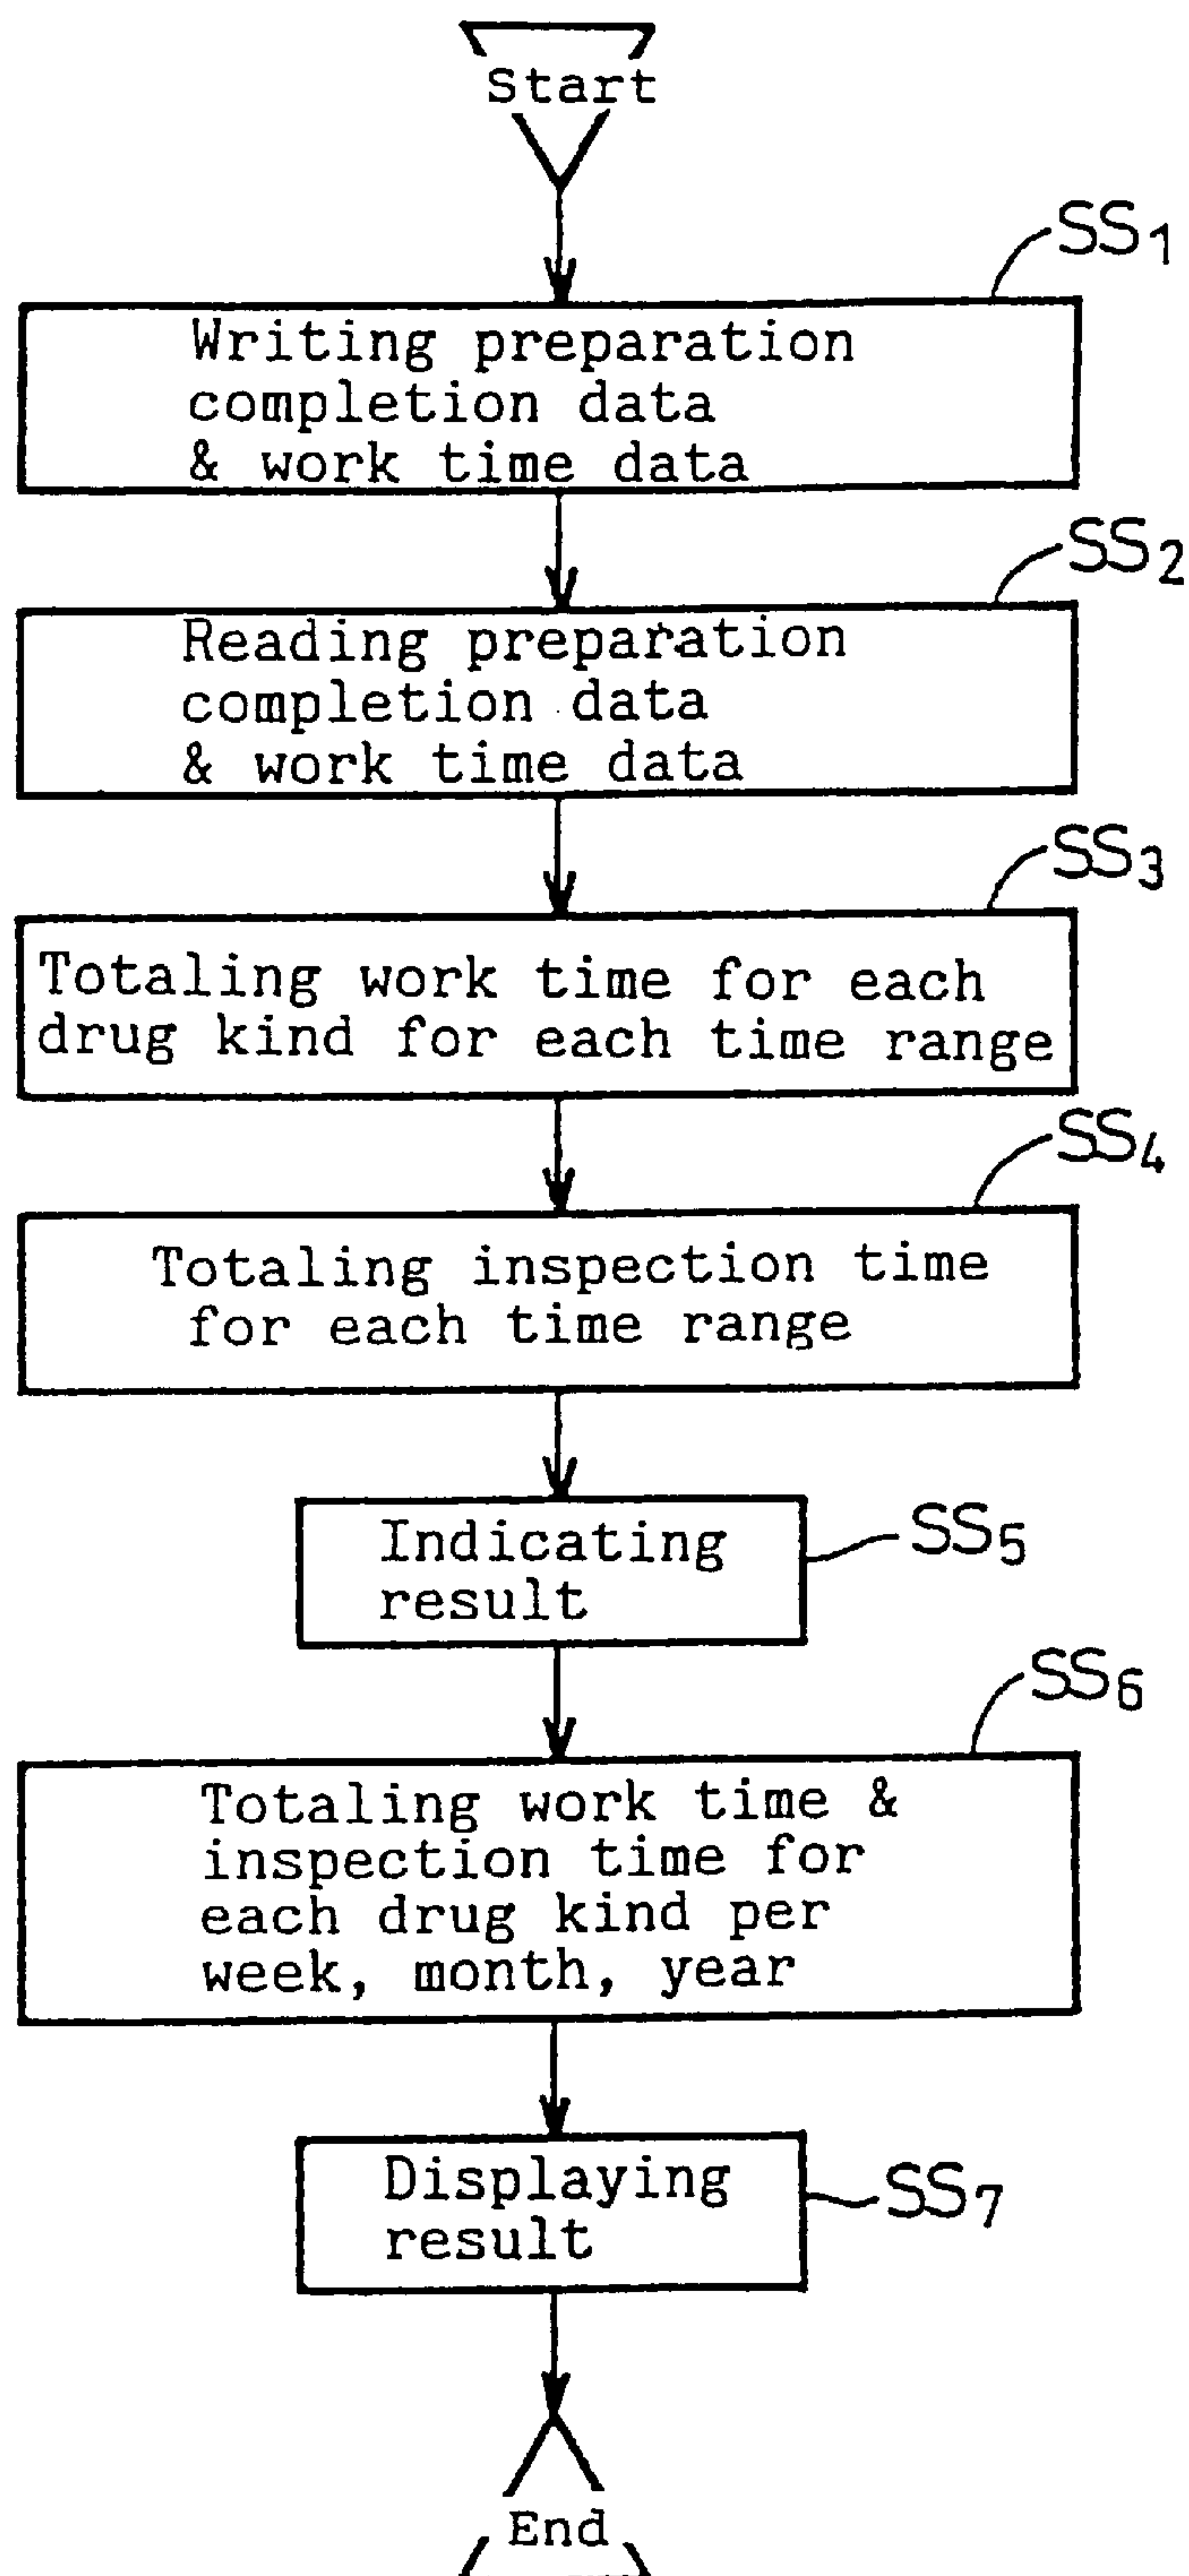 Start
SS1
Writing preparation
completion data
& work time data
SS2
Reading preparation
completion data
& work time data
SS3
Totaling work time for each
drug kind for each time range
SS4
Totaling inspection time
for each time range
Indicating
result
SS5
SS6
Totaling work time &
inspection time for
each drug kind per
week, month, year
Displaying
result
SS7
End